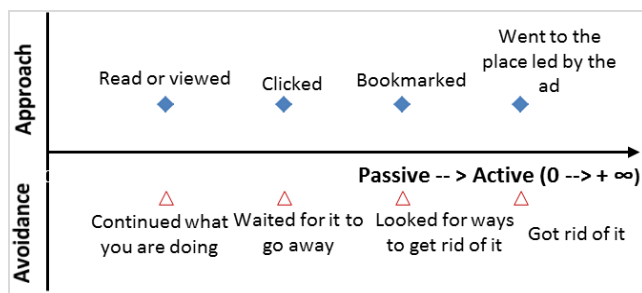 Approach
Read or viewed
Clicked
Bookmarked
Went to the
place led by the
ad
Passive -- > Active (0 --> + ∞)
Avoidance
Continued what
you are doing
Waited for it to
go away
Looked for ways
to get rid of it
Got rid of it